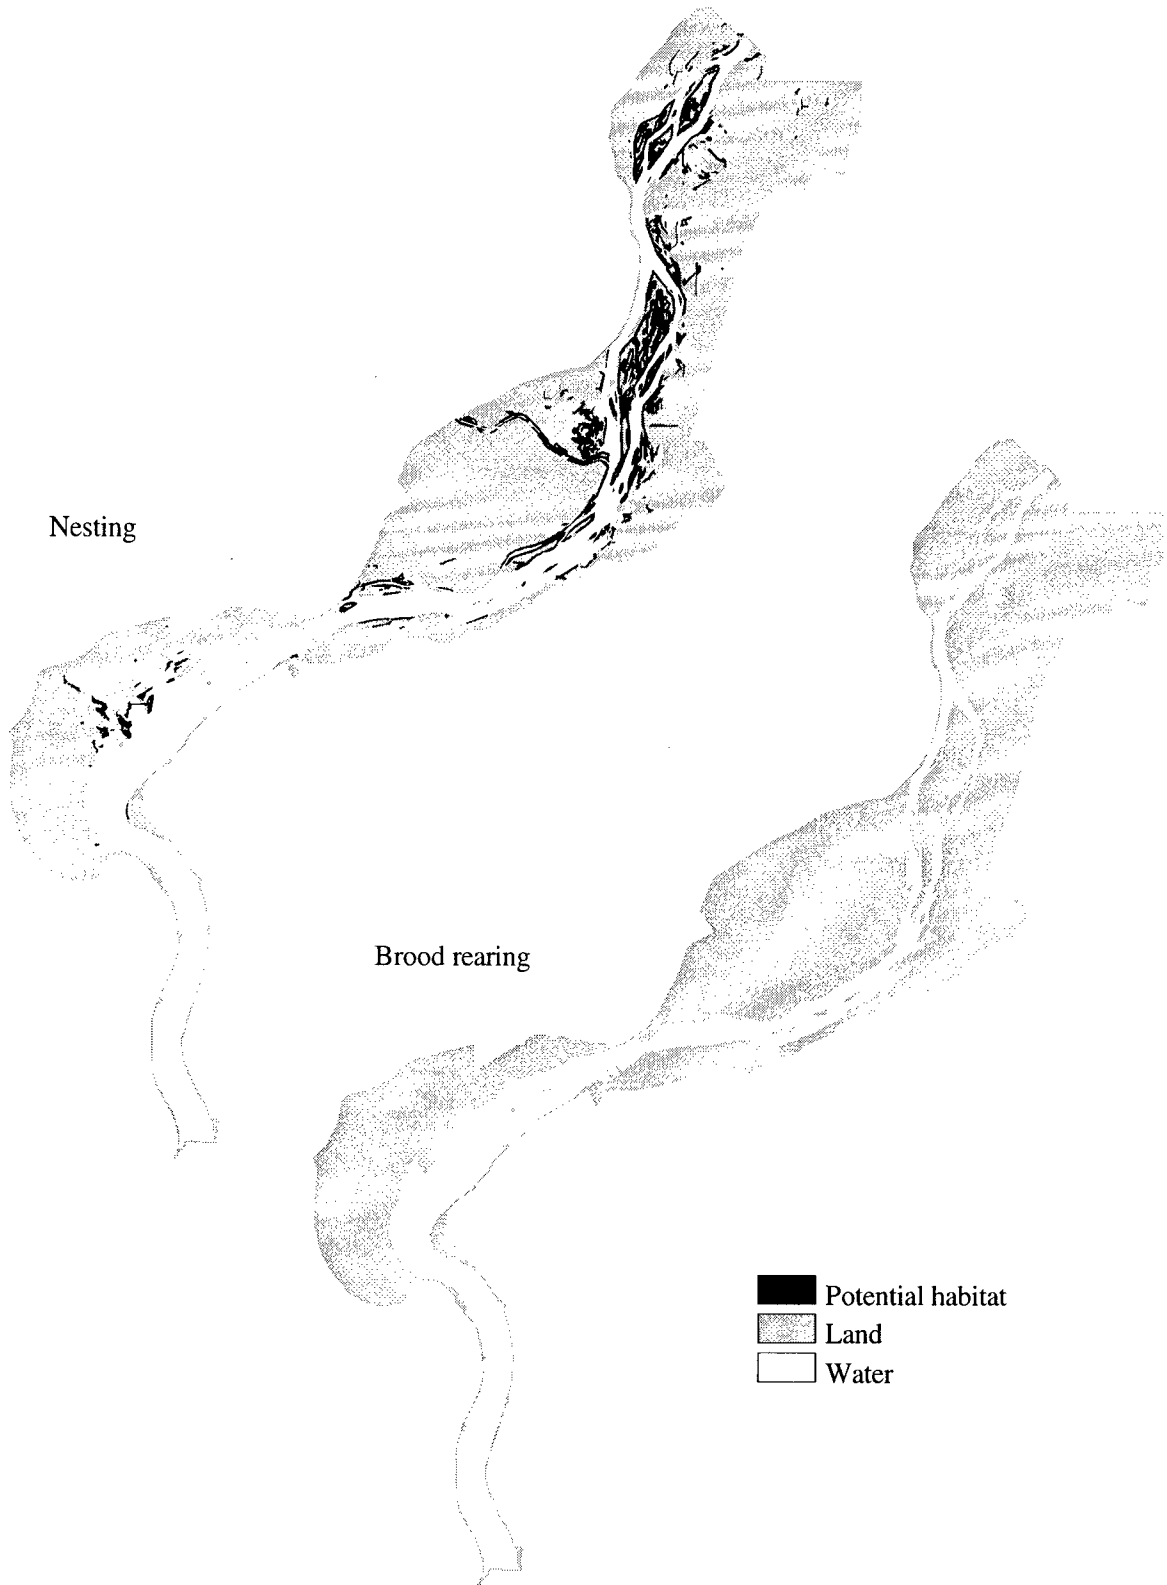 Nesting
Brood rearing
Potential habitat
Land
Water